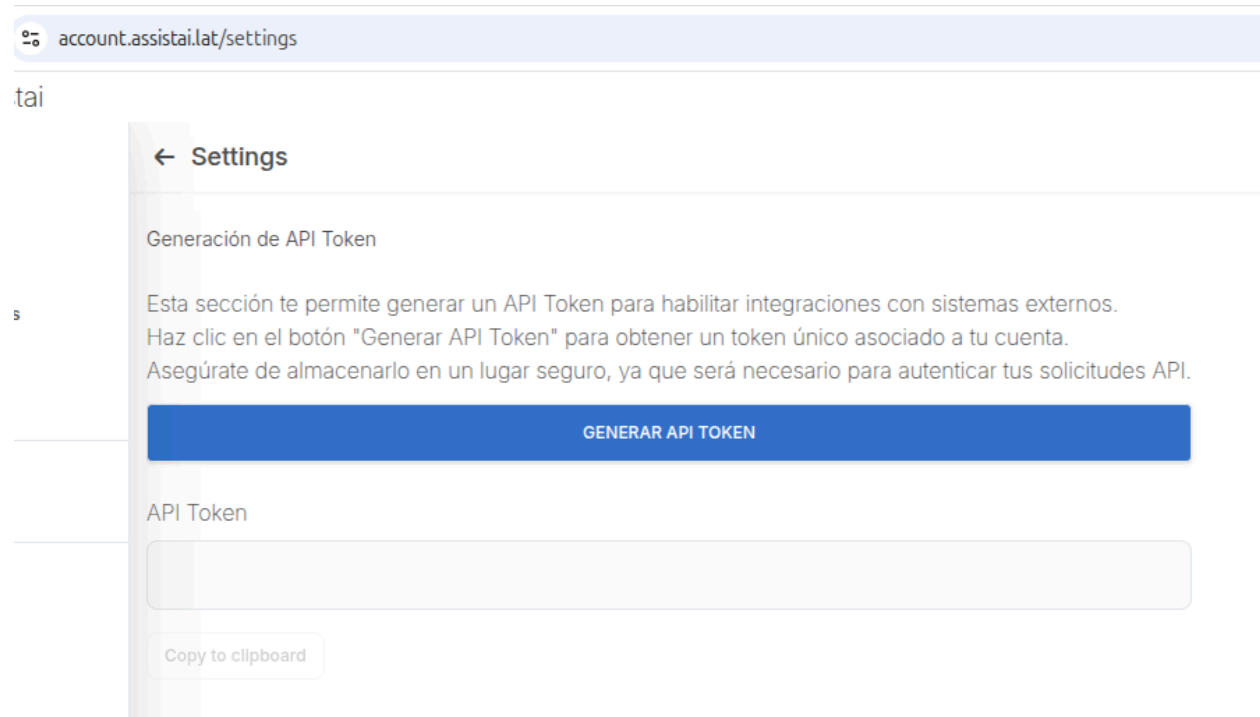 account.assistai.lat/settings
tai
← Settings
Generación de API Token
Esta sección te permite generar un API Token para habilitar integraciones con sistemas externos.
s
Haz clic en el botón "Generar API Token" para obtener un token único asociado a tu cuenta.
Asegúrate de almacenarlo en un lugar seguro, ya que será necesario para autenticar tus solicitudes API.
GENERAR API TOKEN
API Token
Copy to clipboard